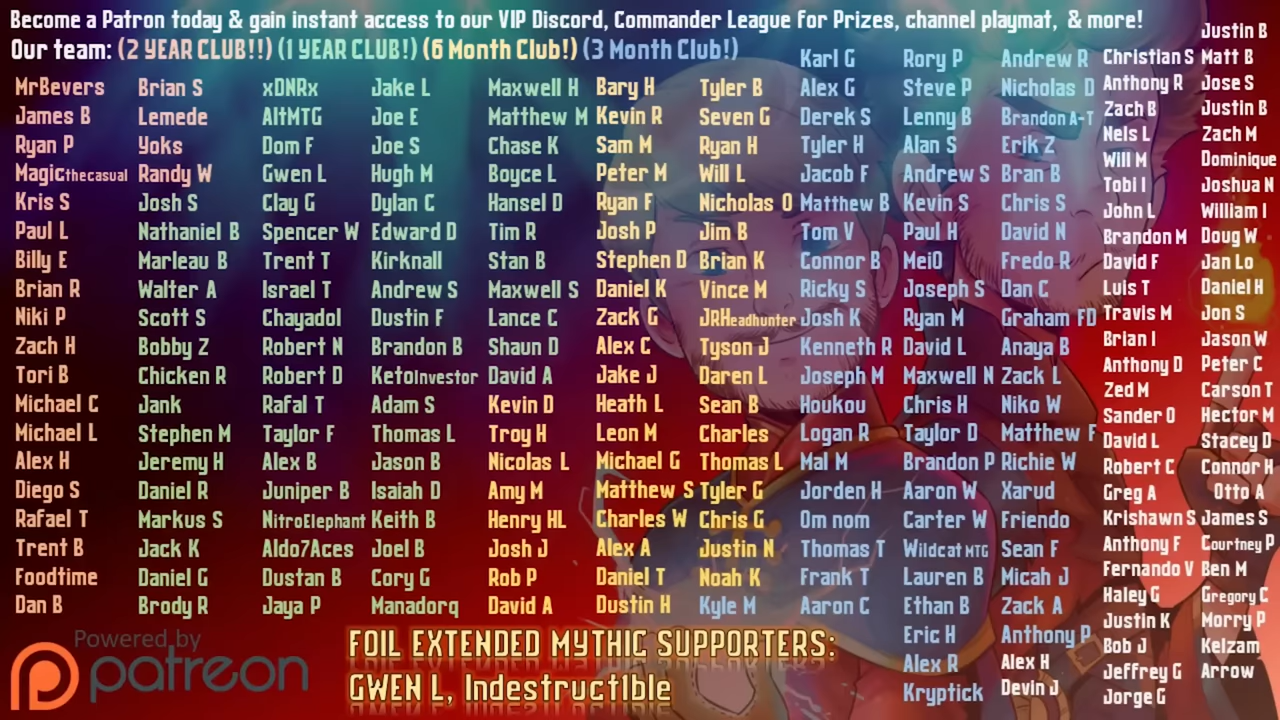 Become a Patron today & gain instant access to our VIP Discord, Commander League for Prizes, channel playmat, & more!
Our team: (2 YEAR CLUB!!) (1 YEAR CLUB!) (6 Month Club!) (3 Month Club!)
MrBevers
James B
Ryan P
Magicthecasual
Kris S
Paul L
Billy E
Brian R
Niki P
Zach H
Tori B
Michael C
Michael L
Alex H
Diego S
Rafael T
Trent B
Foodtime
Dan B
Brian S
Lemede
Yoks
Randy W
Josh S
Nathaniel B
Marleau B
Walter A
Scott S
Bobby Z
Chicken R
Jank
Stephen M
Jeremy H
Daniel R
Markus S
Jack K
Daniel G
Brody R
xDNRx
AltMTG
Dom F
Gwen L
Clay G
Spencer W
Trent T
Israel T
Chayadol
Robert N
Robert D
Rafal T
Taylor F
Alex B
Juniper B
NitroElephant
Aldo7Aces
Dustan B
Jaya P
Jake L
Joe E
Joe S
Hugh M
Dylan C
Edward D
Kirknall
Andrew S
Dustin F
Brandon B
KetoInvestor
Adam S
Thomas L
Jason B
Isaiah D
Keith B
Joel B
Cory G
Manadorq
Maxwell H
Matthew M
Chase K
Boyce L
Hansel D
Tim R
Stan B
Maxwell S
Lance C
Shaun D
David A
Kevin D
Troy H
Nicolas L
Amy M
Henry HL
Josh J
Rob P
David A
Bary H
Kevin R
Sam M
Peter M
Ryan F
Josh P
Stephen D
Daniel K
Zack G
Alex C
Jake J
Heath L
Leon M
Michael G
Matthew S
Charles W
Alex A
Daniel T
Dustin H
Tyler B
Seven G
Ryan H
Will L
Nicholas O
Jim B
Brian K
Vince M
JRHeadhunter
Tyson J
Daren L
Sean B
Charles
Thomas L
Tyler G
Chris G
Justin N
Noah K
Kyle M
Karl G
Alex G
Derek S
Tyler H
Jacob F
Matthew B
Tom V
Connor B
Ricky S
Josh K
Kenneth R
Joseph M
Houkou
Logan R
Mal M
Jorden H
Om nom
Thomas T
Frank T
Aaron C
Rory P
Steve P
Lenny B
Alan S
Andrew S
Kevin S
Paul H
MeiQ
Joseph S
Ryan M
David L
Maxwell N
Chris H
Taylor D
Brandon P
Aaron W
Carter W
Wildcat MTG
Lauren B
Ethan B
Eric H
Alex R
Kryptick
Andrew R
Nicholas D
Brandon A-T
Erik Z
Bran B
Chris S
David N
Fredo R
Dan C
Graham FD
Anaya B
Zack L
Niko W
Matthew F
Richie W
Xarud
Friendo
Sean F
Micah J
Zack A
Anthony P
Alex H
Devin J
Christian S
Anthony R
Zach B
Nels L
Will M
Tobi I
John L
Brandon M
David F
Luis T
Travis M
Brian I
Anthony D
Zed M
Sander O
David L
Robert C
Greg A
Krishawn S
Anthony F
Fernando V
Haley G
Justin K
Bob J
Jeffrey G
Jorge G
Justin B
Matt B
Jose S
Justin B
Zach M
Dominique
Joshua N
William I
Doug W
Jan Lo
Daniel H
Jon S
Jason W
Peter C
Carson T
Hector M
Stacey D
Connor H
Otto A
James S
Courtney P
Ben M
Gregory C
Morry P
Kelzam
Arrow
Powered by
patreon
FOIL EXTENDED MYTHIC SUPPORTERS:
GWEN L, Indestruct1ble